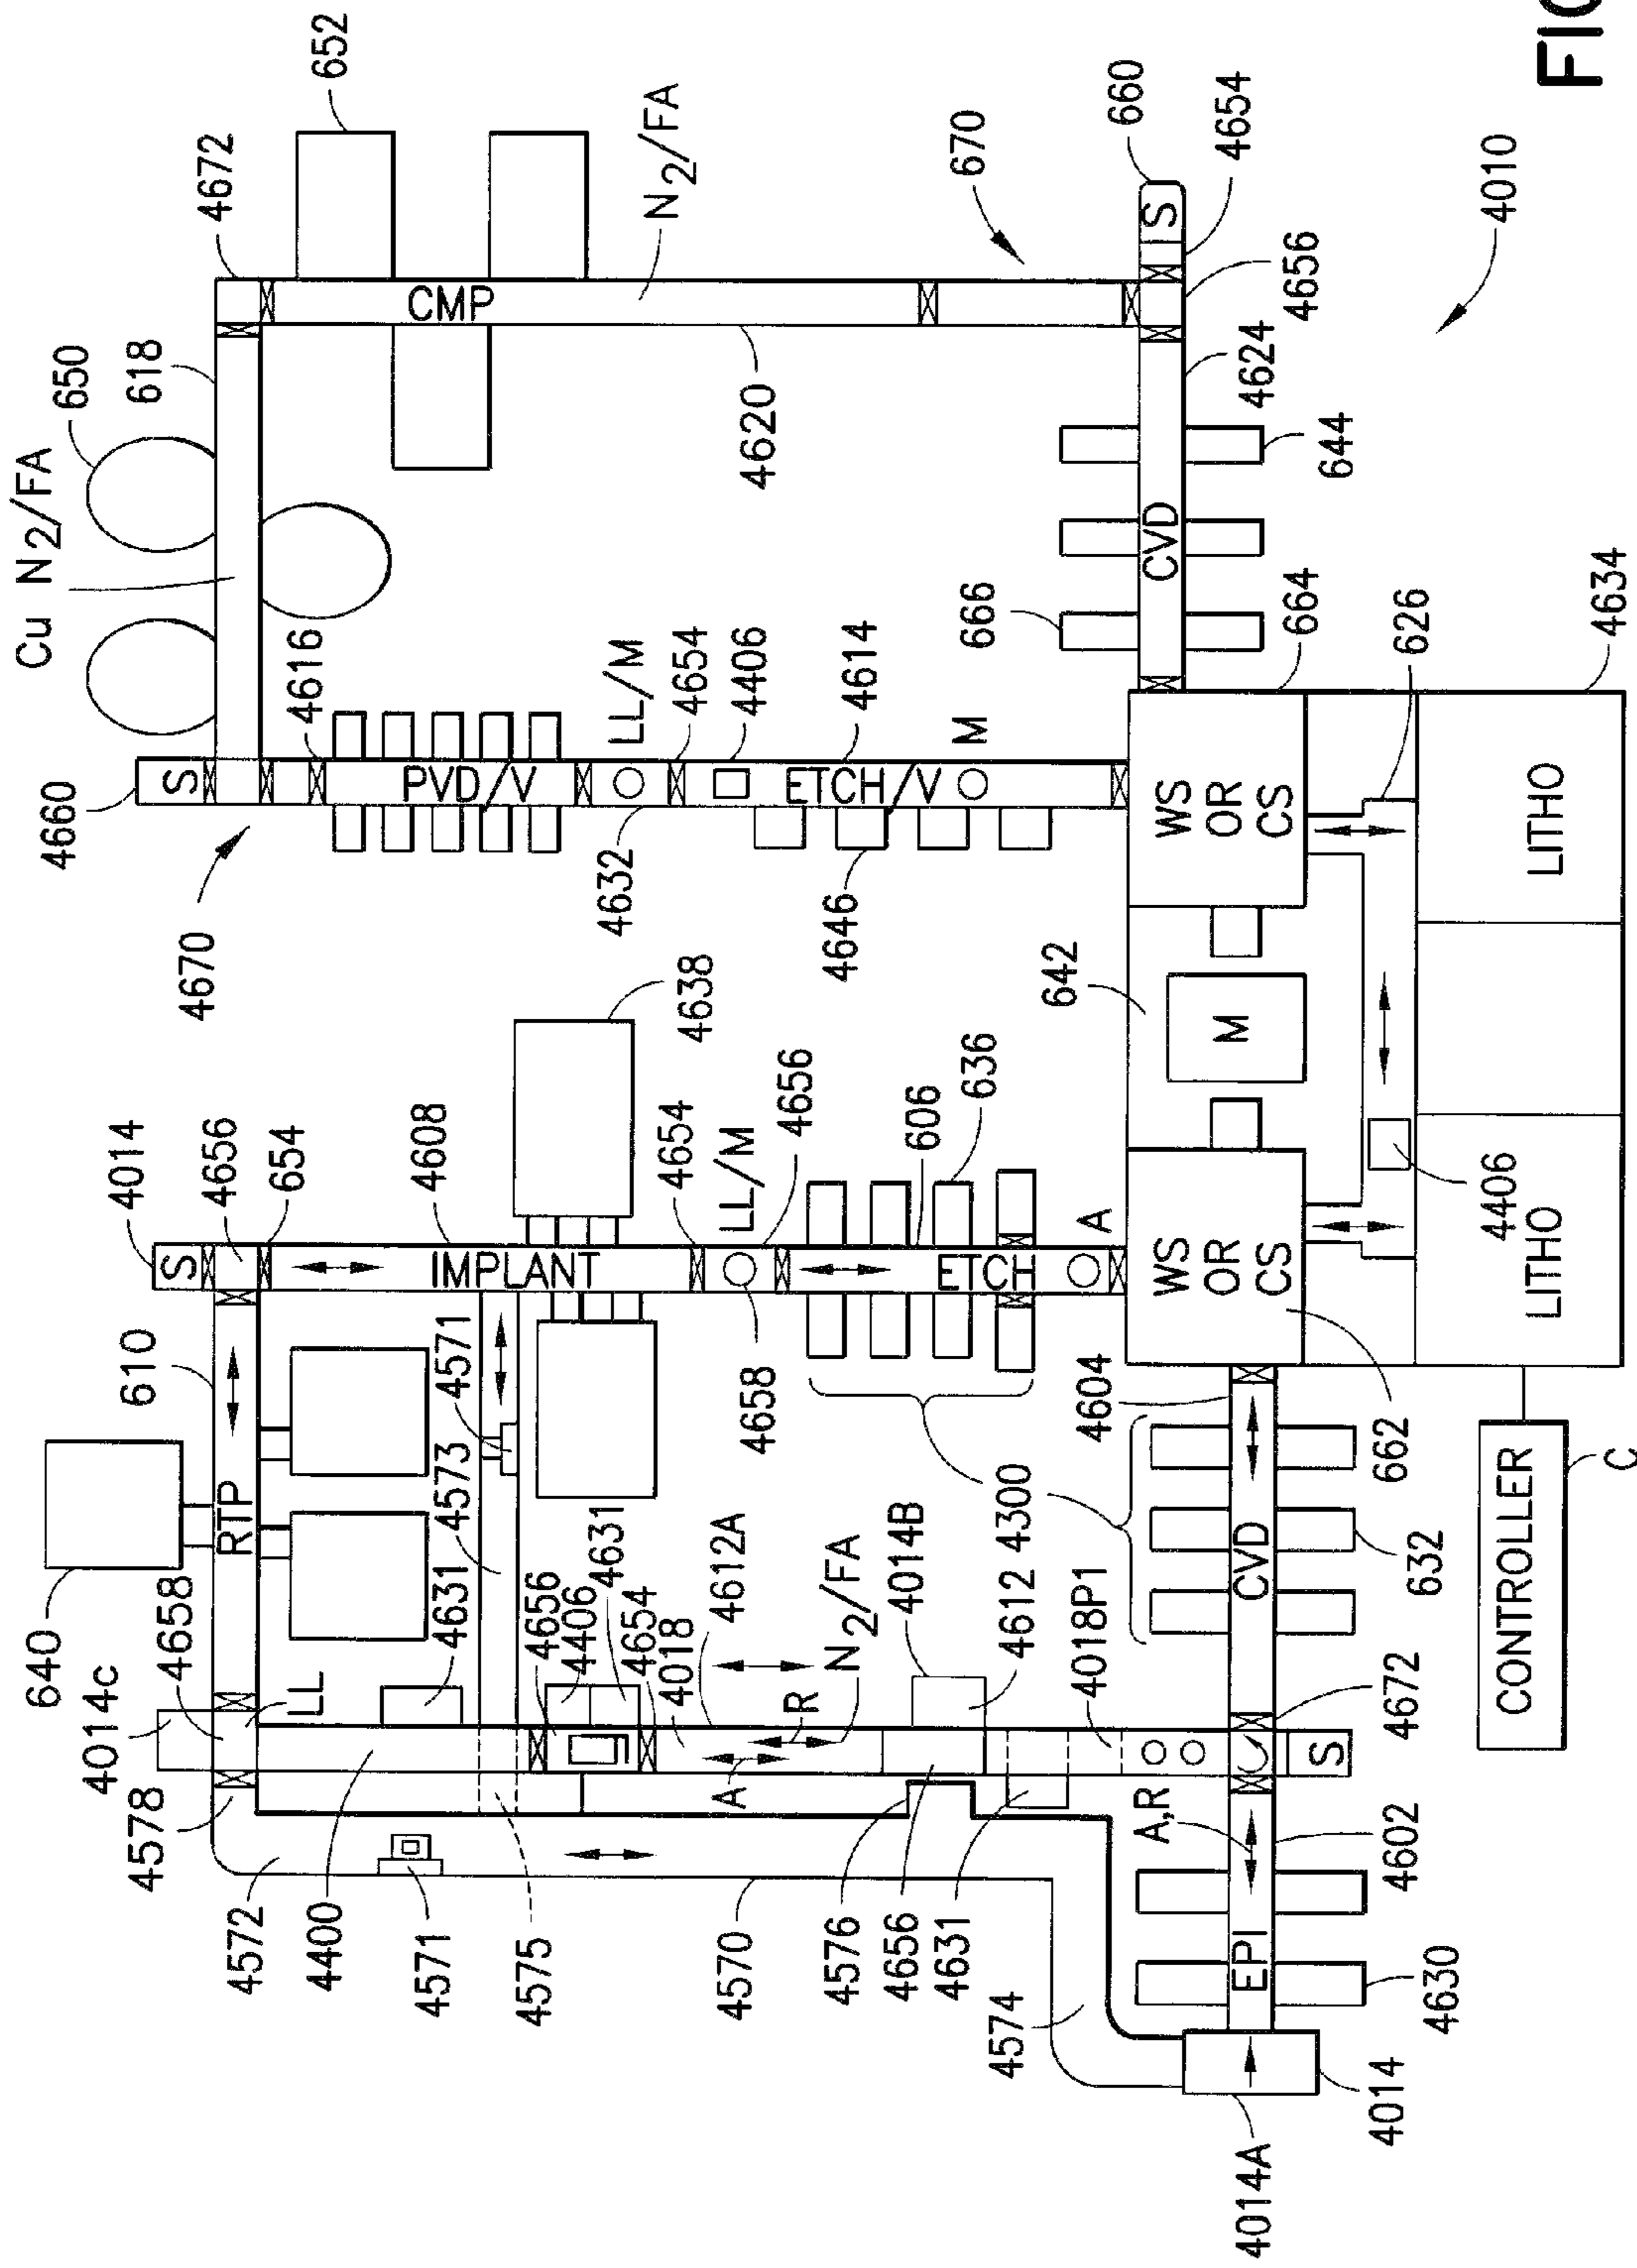 652
4672
650
618
Cu N2/FA
N2/FA
CMP
670
660
4654
S
4656
4624
4010
FIG
4616
4660
S
PVD/V
LL/M
4654
4406
4614
ETCH/V
M
4620
CVD
644
666
664
626
4634
4670
4632
4646
642
WS
OR
CS
M
LITHO
4014
4656
654
4608
S
IMPLANT
4638
4654
LL/M
4656
606
636
ETCH
A
WS
OR
CS
4406
LITHO
610
RTP
640
4571
4573
4658
4604
4300
CVD
662
632
CONTROLLER
C
4014c
4658
LL
4631
4656
4406
4631
4654
4018
4612A
R
N2/FA
A
4014B
4612
4018P1
4672
S
4578
4572
4400
4571
4575
4570
4576
4656
4631
A,R
4602
4574
EPI
4630
4014
4014A